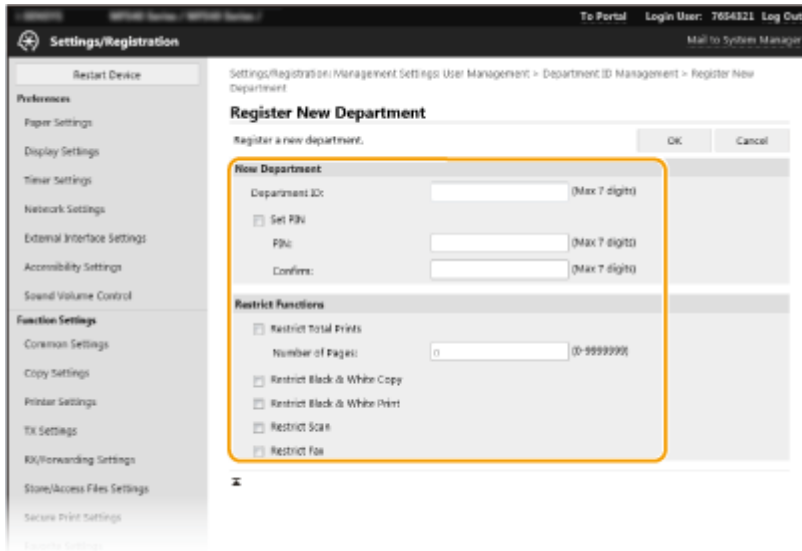 To Portal Login User: 7654321 Log Out
Settings/Registration
Mail to System Manager
Restart Device
Preferences
Paper Settings
Display Settings
Timer Settings
Network Settings
External Interface Settings
Accessibility Settings
Sound Volume Control
Function Settings
Common Settings
Copy Settings
Printer Settings
TX Settings
RX/Forwarding Settings
Store/Access Files Settings
Secure Print Settings
Settings/Registration: Management Settings: User Management > Department ID Management > Register New
Department
Register New Department
Register a new department.
OK Cancel
New Department
Department ID: (Max 7 digits)
Set PIN
PIN: (Max 7 digits)
Confirm: (Max 7 digits)
Restrict Functions
Restrict Total Prints
Number of Pages: 0 (0-9999999)
Restrict Black & White Copy
Restrict Black & White Print
Restrict Scan
Restrict Fax